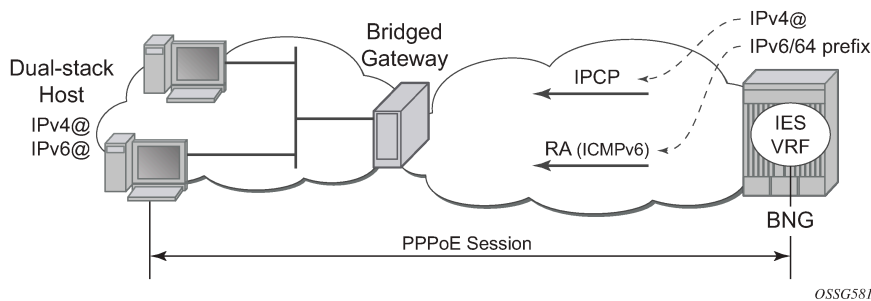 Dual-stack
Host
IPv4@
IPv6@
Bridged
Gateway
IPv4@
IPv6/64 prefix
IPCP
RA (ICMPv6)
IES
VRF
BNG
PPPoE Session
OSSG581